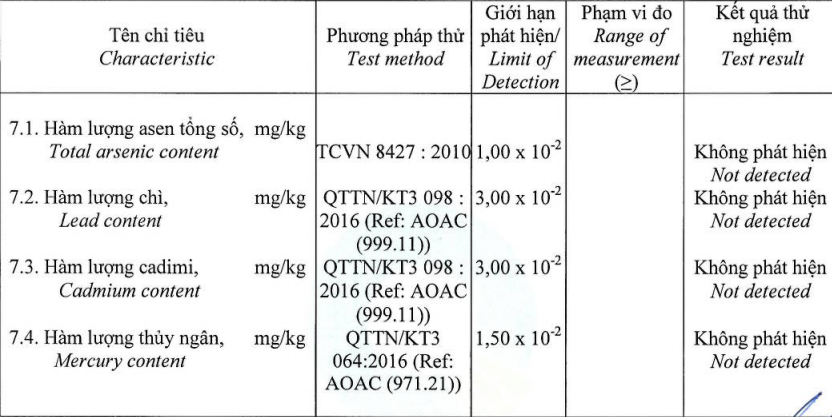 Tên chỉ tiêu
Characteristic
Phương pháp thử
Test method
Giới hạn
phát hiện/
Limit of
Detection
Phạm vi đo
Range of
measurement
(≥)
Kết quả thử
nghiệm
Test result
7.1. Hàm lượng asen tổng số, mg/kg
Total arsenic content
TCVN 8427 : 2010
1,00 x 10⁻²
Không phát hiện
Not detected
7.2. Hàm lượng chì, mg/kg
Lead content
QTTN/KT3 098 :
2016 (Ref: AOAC
(999.11))
3,00 x 10⁻²
Không phát hiện
Not detected
7.3. Hàm lượng cadimi, mg/kg
Cadmium content
QTTN/KT3 098 :
2016 (Ref: AOAC
(999.11))
3,00 x 10⁻²
Không phát hiện
Not detected
7.4. Hàm lượng thủy ngân, mg/kg
Mercury content
QTTN/KT3
064:2016 (Ref:
AOAC (971.21))
1,50 x 10⁻²
Không phát hiện
Not detected